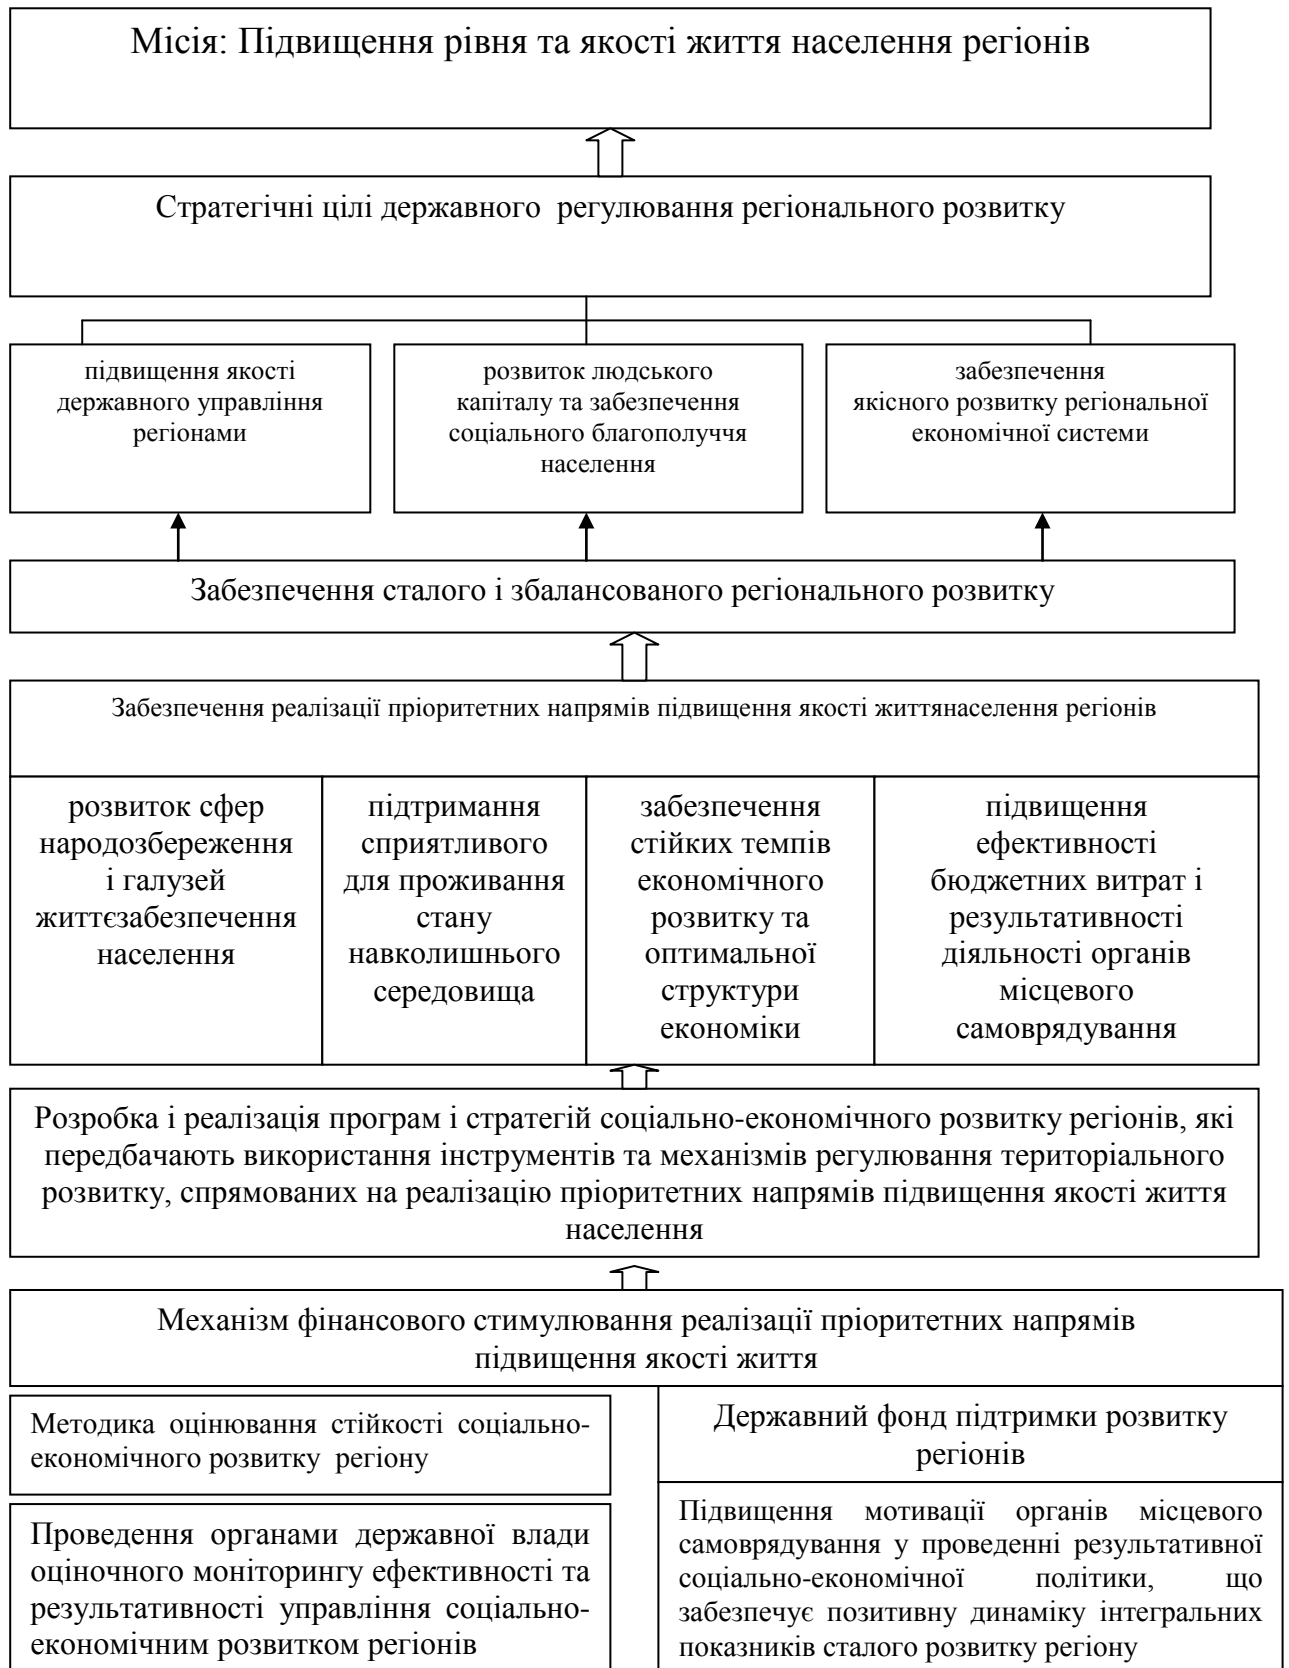 Місія: Підвищення рівня та якості життя населення регіонів
Стратегічні цілі державного регулювання регіонального розвитку
підвищення якості
державного управління
регіонами
розвиток людського
капіталу та забезпечення
соціального благополуччя
населення
забезпечення
якісного розвитку регіональної
економічної системи
Забезпечення сталого і збалансованого регіонального розвитку
Забезпечення реалізації пріоритетних напрямів підвищення якості життянаселення регіонів
розвиток сфер
народозбереження
і галузей
життєзабезпечення
населення
підтримання
сприятливого
для проживання
стану
навколишнього
середовища
забезпечення
стійких темпів
економічного
розвитку та
оптимальної
структури
економіки
підвищення
ефективності
бюджетних витрат і
результативності
діяльності органів
місцевого
самоврядування
Розробка і реалізація програм і стратегій соціально-економічного розвитку регіонів, які
передбачають використання інструментів та механізмів регулювання територіального
розвитку, спрямованих на реалізацію пріоритетних напрямів підвищення якості життя
населення
Механізм фінансового стимулювання реалізації пріоритетних напрямів
підвищення якості життя
Методика оцінювання стійкості соціально-
економічного розвитку регіону
Проведення органами державної влади
оціночного моніторингу ефективності та
результативності управління соціально-
економічним розвитком регіонів
Державний фонд підтримки розвитку
регіонів
Підвищення мотивації органів місцевого
самоврядування у проведенні результативної
соціально-економічної політики, що
забезпечує позитивну динаміку інтегральних
показників сталого розвитку регіону